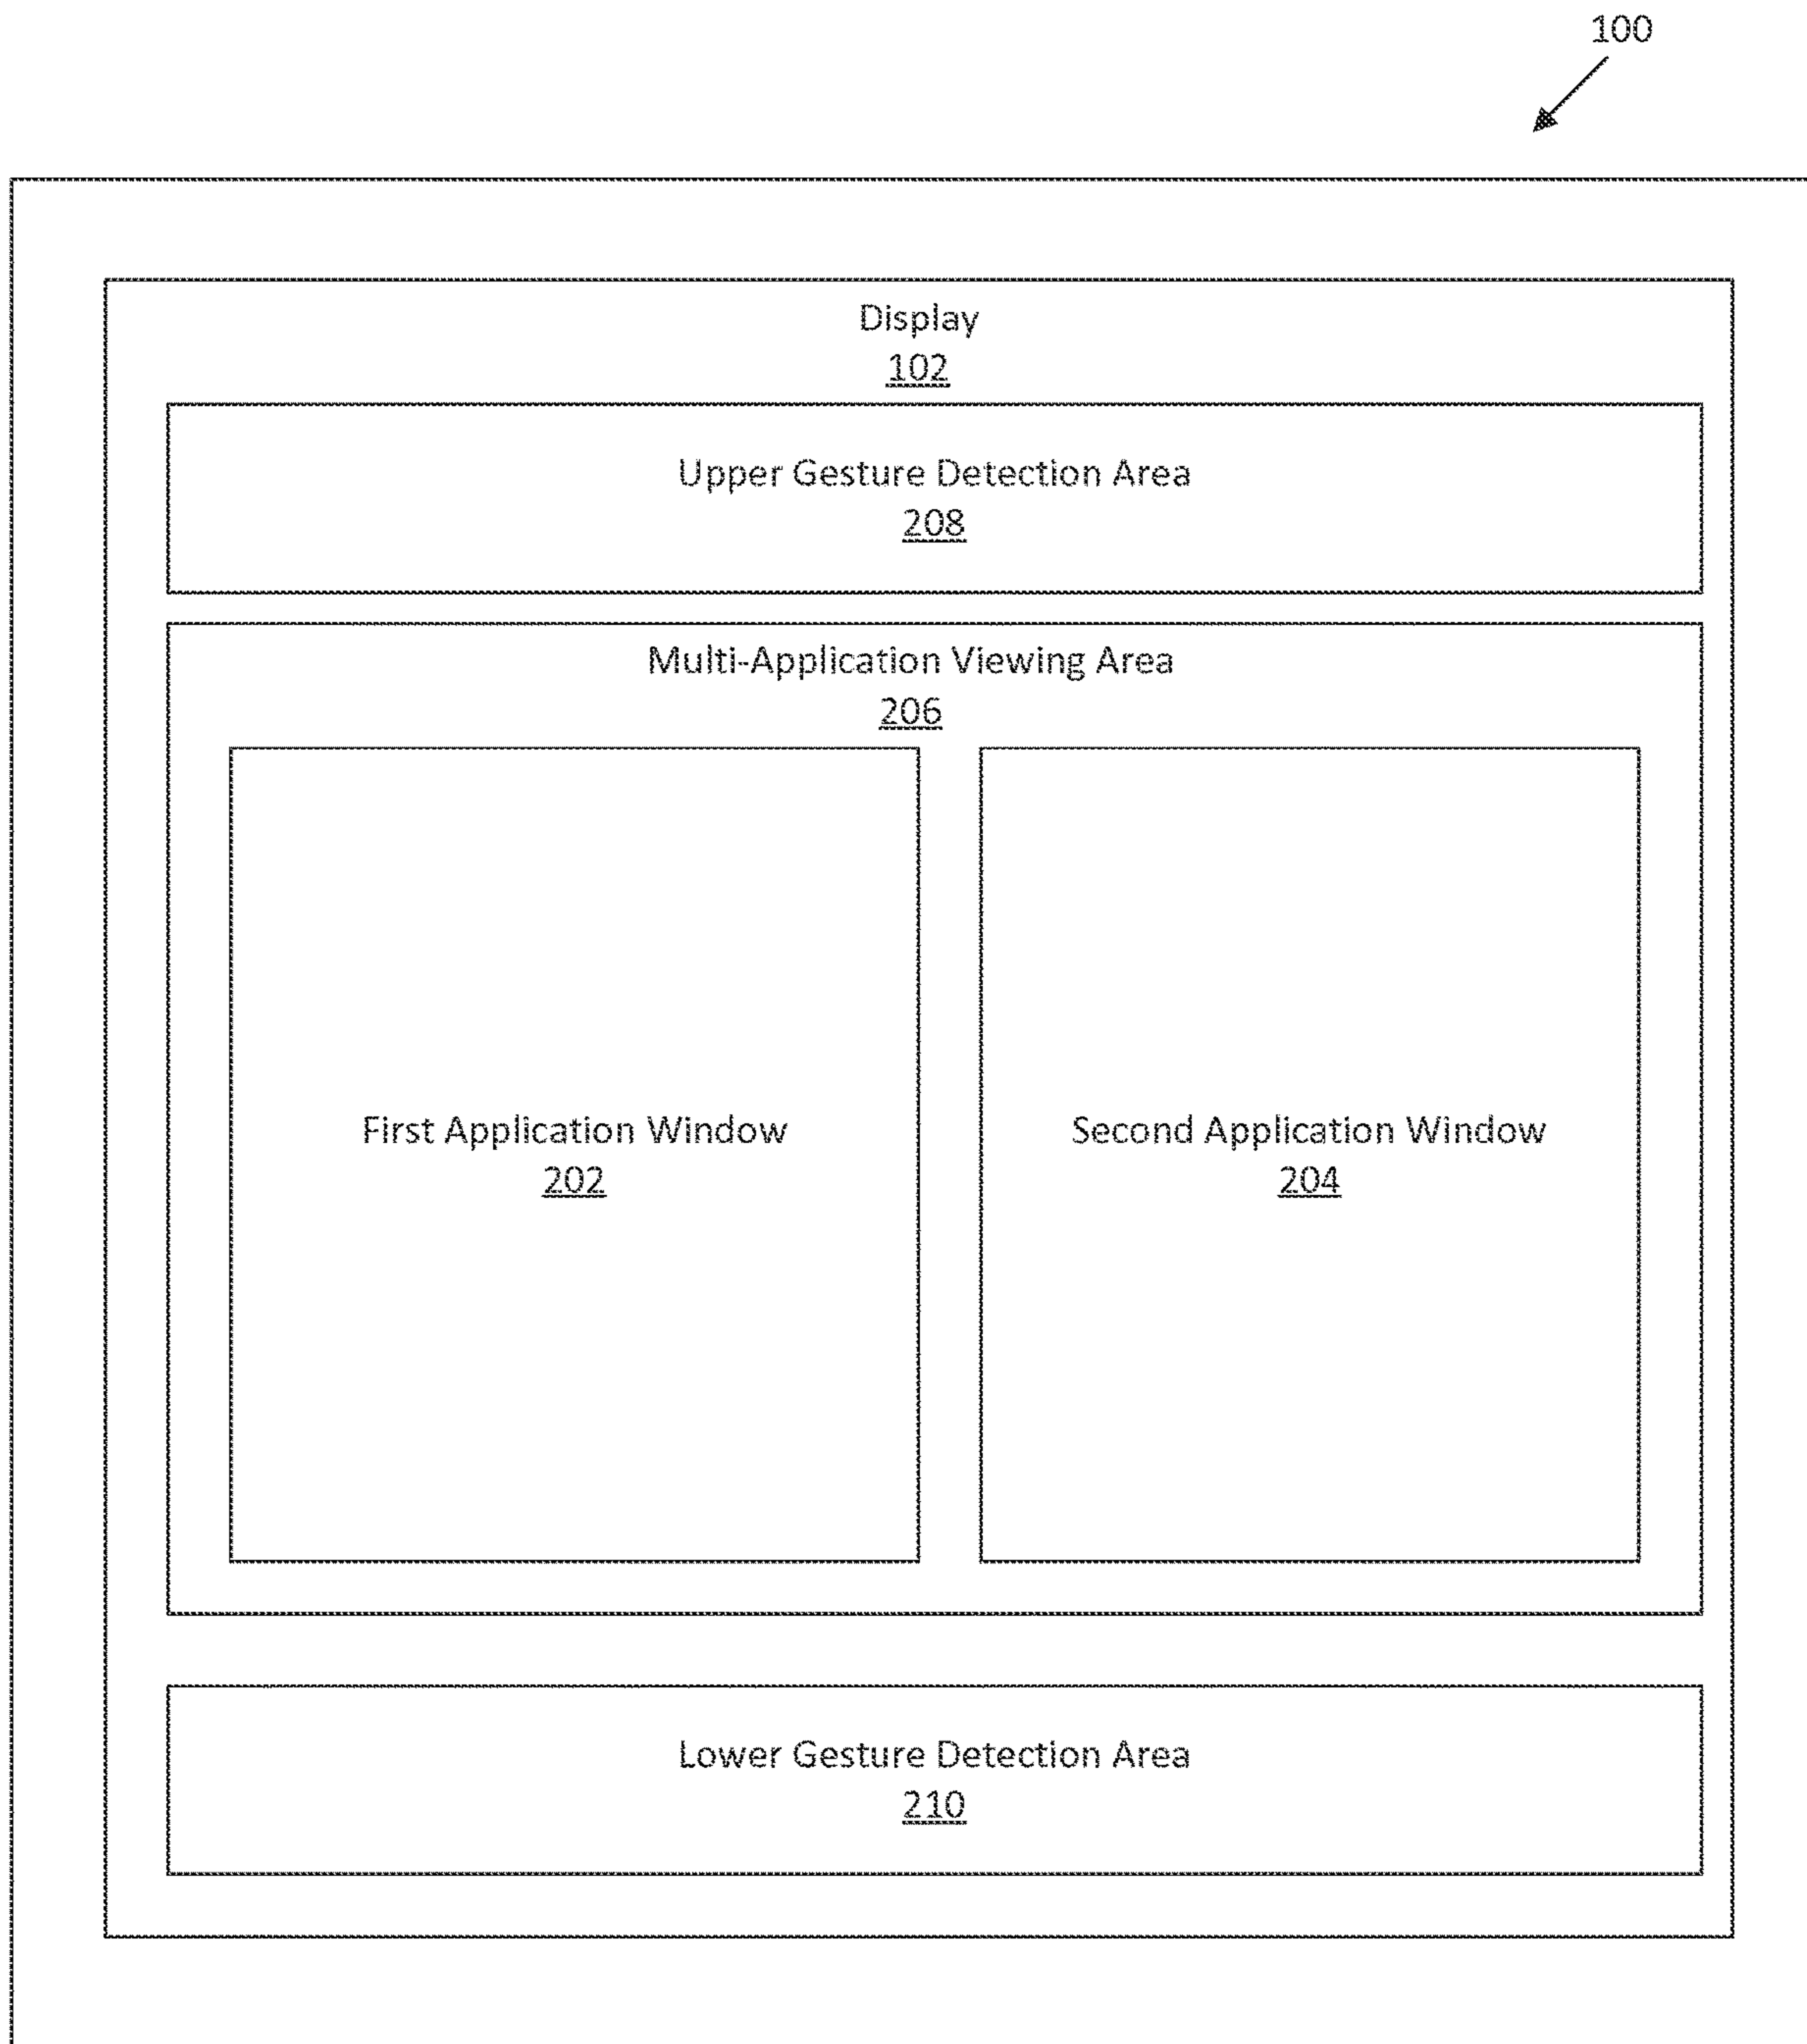 100
Display
102
Upper Gesture Detection Area
208
Multi-Application Viewing Area
206
First Application Window
202
Second Application Window
204
Lower Gesture Detection Area
210